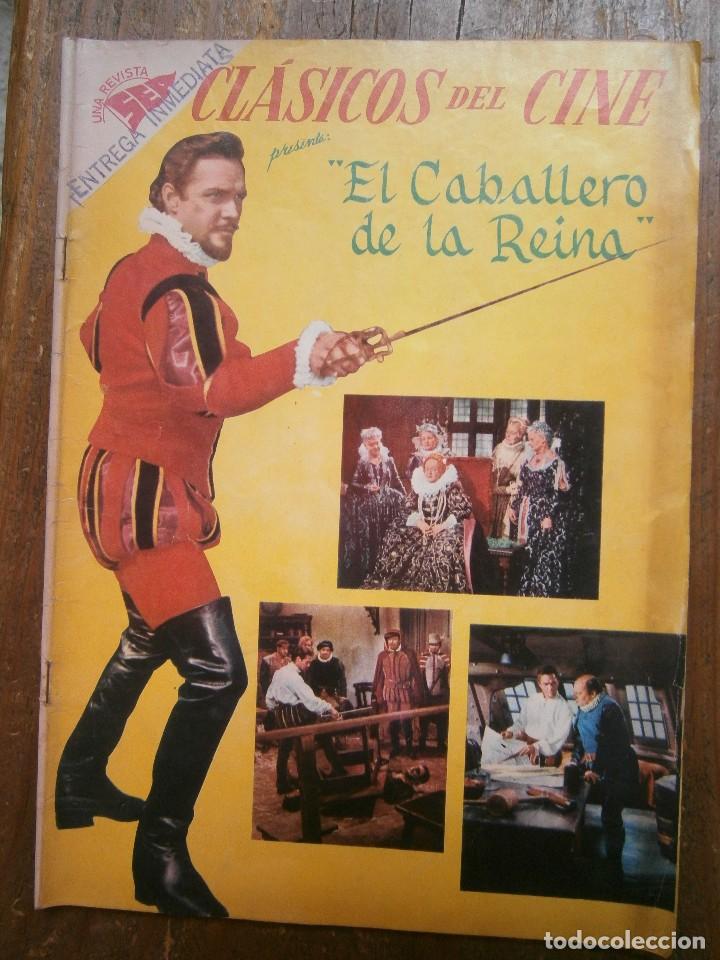 UNA REVISTA
SEA
ENTREGA INMEDIATA
CLÁSICOS DEL CINE
presenta:
"El Caballero
de la Reina"
todocoleccion